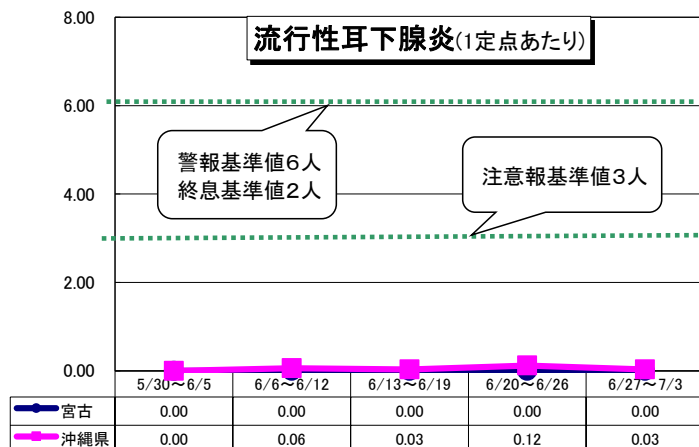 流行性耳下腺炎(1定点あたり)
8.00
6.00
4.00
2.00
0.00
警報基準値6人
終息基準値2人
注意報基準値3人
5/30～6/5 6/6～6/12 6/13～6/19 6/20～6/26 6/27～7/3
宮古 0.00 0.00 0.00 0.00 0.00
沖縄県 0.00 0.06 0.03 0.12 0.03